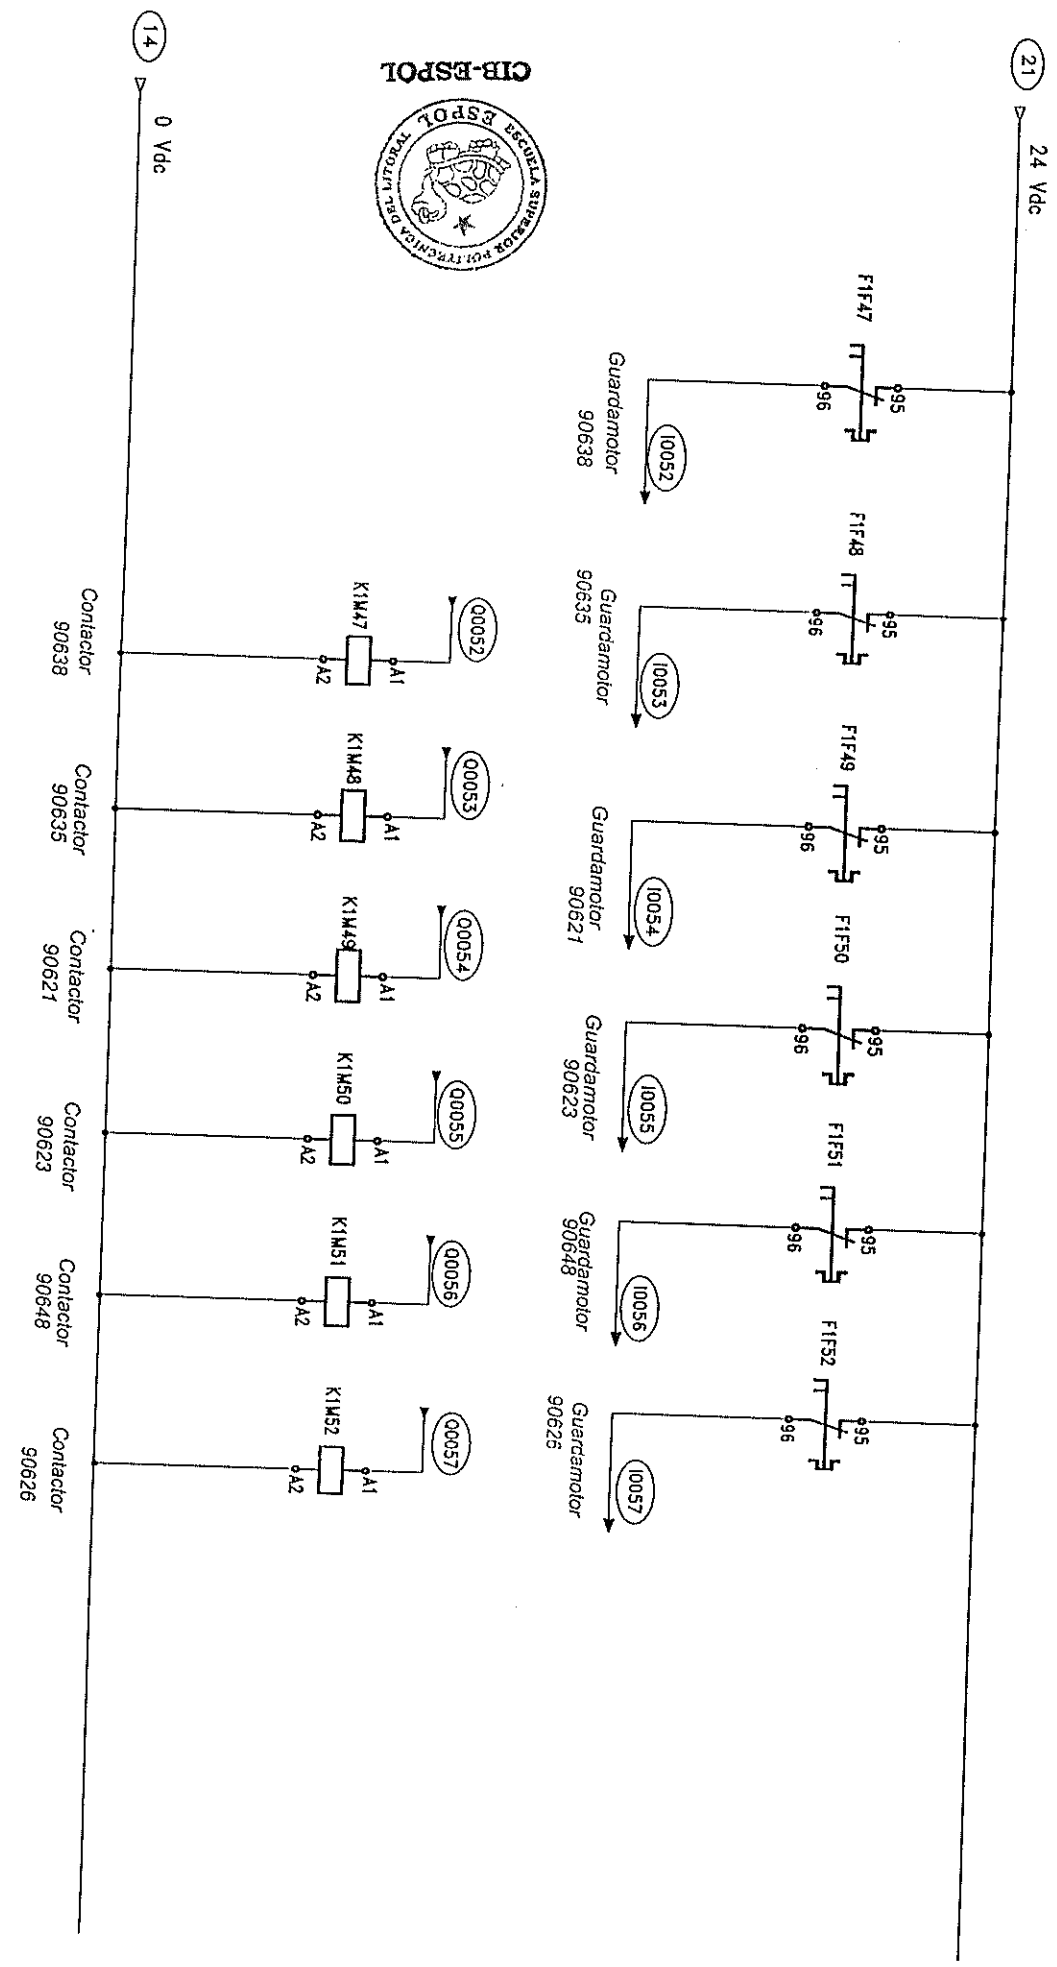 21
24 Vdc
F1F47
95
96
I0052
Guardamotor
90638
F1F48
95
96
I0053
Guardamotor
90635
F1F49
95
96
I0054
Guardamotor
90621
F1F50
95
96
I0055
Guardamotor
90623
F1F51
95
96
I0056
Guardamotor
90648
F1F52
95
96
I0057
Guardamotor
90626
CIB-ESPOL
ESCUELA SUPERIOR POLITECNICA DEL LITORAL
ESPOL
Q0052
K1M47
A1
A2
Contactor
90638
Q0053
K1M48
A1
A2
Contactor
90635
Q0054
K1M49
A1
A2
Contactor
90621
Q0055
K1M50
A1
A2
Contactor
90623
Q0056
K1M51
A1
A2
Contactor
90648
Q0057
K1M52
A1
A2
Contactor
90626
14
0 Vdc